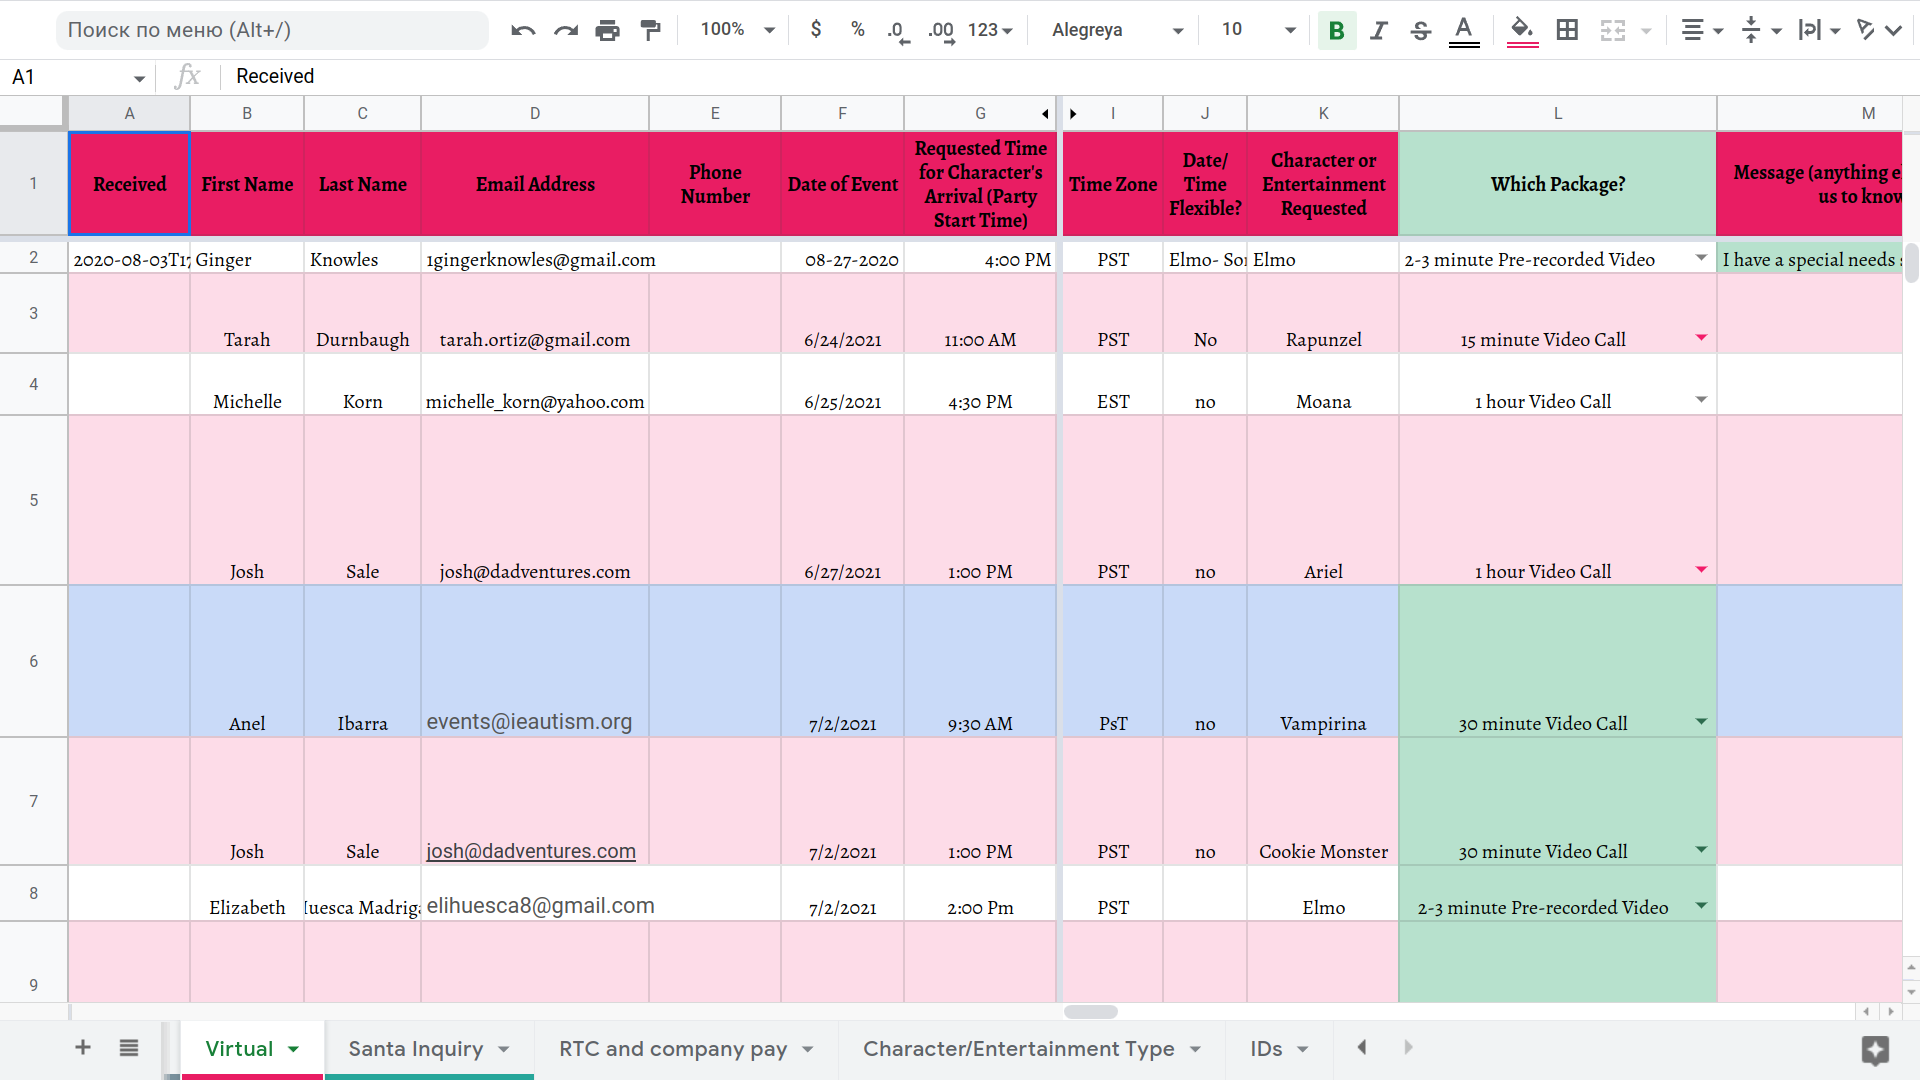 Поиск по меню (Alt+/)
100% $ % .0 .00 123 Alegreya 10 B I S A
A1 fx Received
A B C D E F G I J K L M
1 Received First Name Last Name Email Address Phone Number Date of Event Requested Time for Character's Arrival (Party Start Time) Time Zone Date/ Time Flexible? Character or Entertainment Requested Which Package? Message (anything us to know
2 2020-08-03T17 Ginger Knowles 1gingerknowles@gmail.com 08-27-2020 4:00 PM PST Elmo- Elmo 2-3 minute Pre-recorded Video I have a special needs
3 Tarah Durnbaugh tarah.ortiz@gmail.com 6/24/2021 11:00 AM PST No Rapunzel 15 minute Video Call
4 Michelle Korn michelle_korn@yahoo.com 6/25/2021 4:30 PM EST no Moana 1 hour Video Call
5 Josh Sale josh@dadventures.com 6/27/2021 1:00 PM PST no Ariel 1 hour Video Call
6 Anel Ibarra events@ieautism.org 7/2/2021 9:30 AM PsT no Vampirina 30 minute Video Call
7 Josh Sale josh@dadventures.com 7/2/2021 1:00 PM PST no Cookie Monster 30 minute Video Call
8 Elizabeth elihuesca8@gmail.com 7/2/2021 2:00 Pm PST Elmo 2-3 minute Pre-recorded Video
9
+ Virtual Santa Inquiry RTC and company pay Character/Entertainment Type IDs